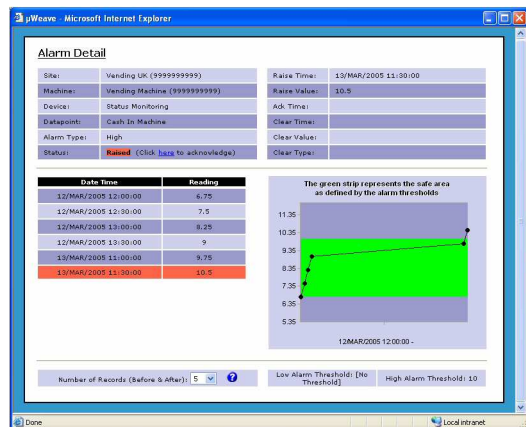 µWeave - Microsoft Internet Explorer
Alarm Detail
Site: Vending UK (9999999999)
Machine: Vending Machine (9999999999)
Device: Status Monitoring
Datapoint: Cash In Machine
Alarm Type: High
Status: Raised (Click here to acknowledge)
Raise Time: 13/MAR/2005 11:30:00
Raise Value: 10.5
Ack Time:
Clear Time:
Clear Value:
Clear Type:
Date Time Reading
12/MAR/2005 12:00:00 6.75
12/MAR/2005 12:30:00 7.5
12/MAR/2005 13:00:00 8.25
12/MAR/2005 13:30:00 9
13/MAR/2005 11:00:00 9.75
13/MAR/2005 11:30:00 10.5
The green strip represents the safe area
as defined by the alarm thresholds
11.35
10.35
9.35
8.35
7.35
6.35
5.35
12/MAR/2005 12:00:00 -
Number of Records (Before & After): 5 ?
Low Alarm Threshold: [No
Threshold]
High Alarm Threshold: 10
Done
Local intranet